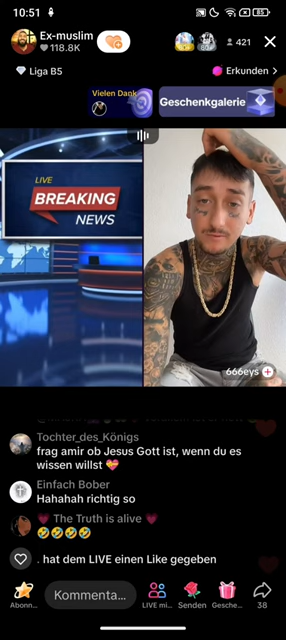 10:51
85
Ex-muslim
118.8K
421
Liga B5
Erkunden >
Vielen Dank
Geschenkgalerie
LIVE
BREAKING
NEWS
666eys
Tochter_des_Königs
frag amir ob Jesus Gott ist, wenn du es
wissen willst 💝
Einfach Bober
Hahahah richtig so
💗 The Truth is alive 💗
🤣🤣🤣🤣
. hat dem LIVE einen Like gegeben
Kommenta...
Abonn...
LIVE mi...
Senden
Gesche...
38